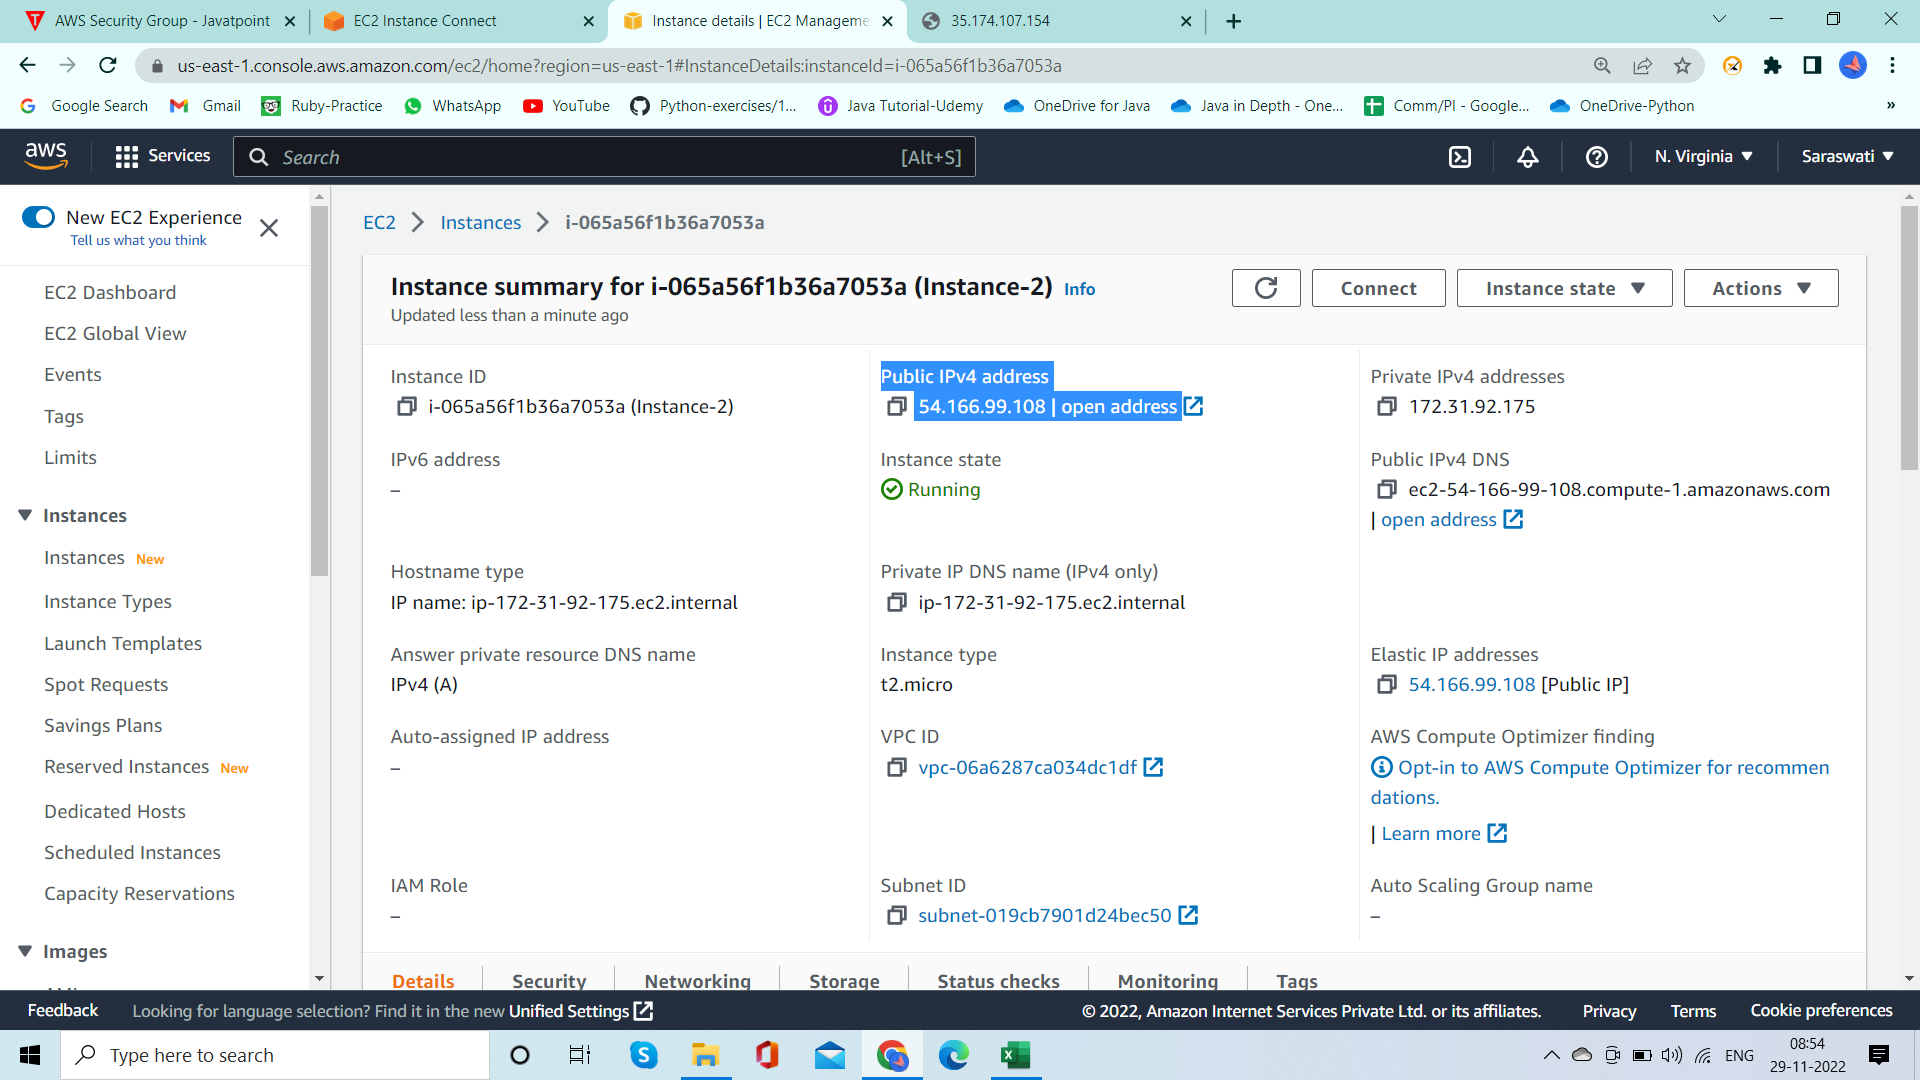 AWS Security Group - Javatpoint
EC2 Instance Connect
Instance details | EC2 Manageme
35.174.107.154
us-east-1.console.aws.amazon.com/ec2/home?region=us-east-1#InstanceDetails:instanceId=i-065a56f1b36a7053a
Google Search
Gmail
Ruby-Practice
WhatsApp
YouTube
Python-exercises/1...
Java Tutorial-Udemy
OneDrive for Java
Java in Depth - One...
Comm/PI - Google...
OneDrive-Python
»
aws
Services
Search
[Alt+S]
N. Virginia
Saraswati
New EC2 Experience
Tell us what you think
EC2 Dashboard
EC2 Global View
Events
Tags
Limits
Instances
Instances New
Instance Types
Launch Templates
Spot Requests
Savings Plans
Reserved Instances New
Dedicated Hosts
Scheduled Instances
Capacity Reservations
Images
EC2
Instances
i-065a56f1b36a7053a
Instance summary for i-065a56f1b36a7053a (Instance-2) Info
Updated less than a minute ago
Connect
Instance state
Actions
Instance ID
i-065a56f1b36a7053a (Instance-2)
Public IPv4 address
54.166.99.108 | open address
Private IPv4 addresses
172.31.92.175
IPv6 address
–
Instance state
Running
Public IPv4 DNS
ec2-54-166-99-108.compute-1.amazonaws.com
| open address
Hostname type
IP name: ip-172-31-92-175.ec2.internal
Private IP DNS name (IPv4 only)
ip-172-31-92-175.ec2.internal
Answer private resource DNS name
IPv4 (A)
Instance type
t2.micro
Elastic IP addresses
54.166.99.108 [Public IP]
Auto-assigned IP address
–
VPC ID
vpc-06a6287ca034dc1df
AWS Compute Optimizer finding
Opt-in to AWS Compute Optimizer for recommen
dations.
| Learn more
IAM Role
–
Subnet ID
subnet-019cb7901d24bec50
Auto Scaling Group name
–
Details
Security
Networking
Storage
Status checks
Monitoring
Tags
Feedback
Looking for language selection? Find it in the new Unified Settings
© 2022, Amazon Internet Services Private Ltd. or its affiliates.
Privacy
Terms
Cookie preferences
Type here to search
ENG
08:54
29-11-2022